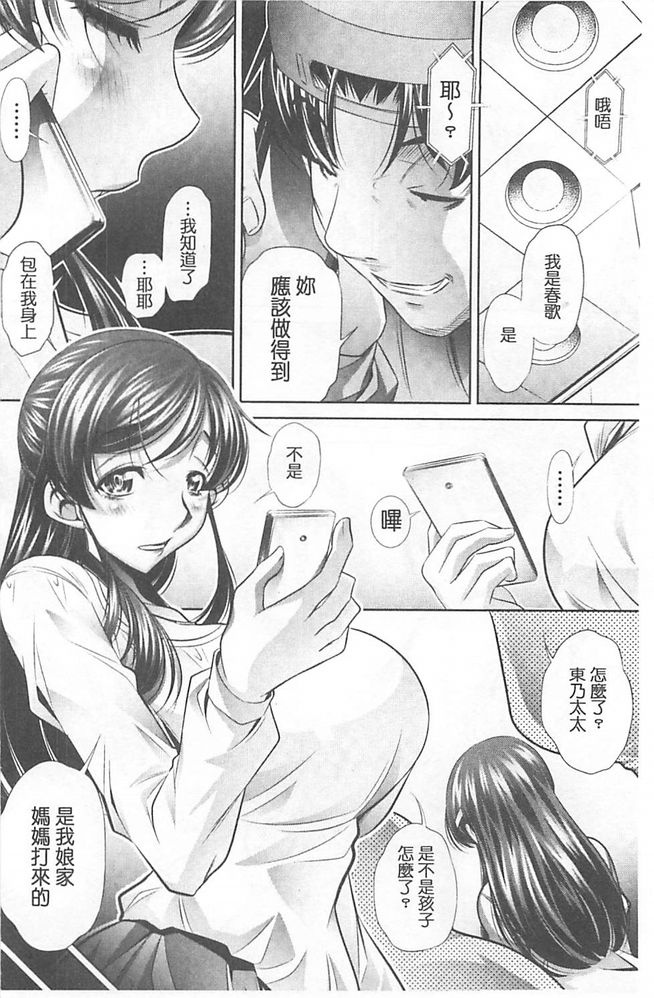 哦唔
我是春歌
是
耶～？
妳
應該做得到
…我知道了
…耶耶
……
包在我身上
……
嗶
不是
怎麼了？
東乃太太
是不是孩子
怎麼了？
是我娘家
媽媽打來的